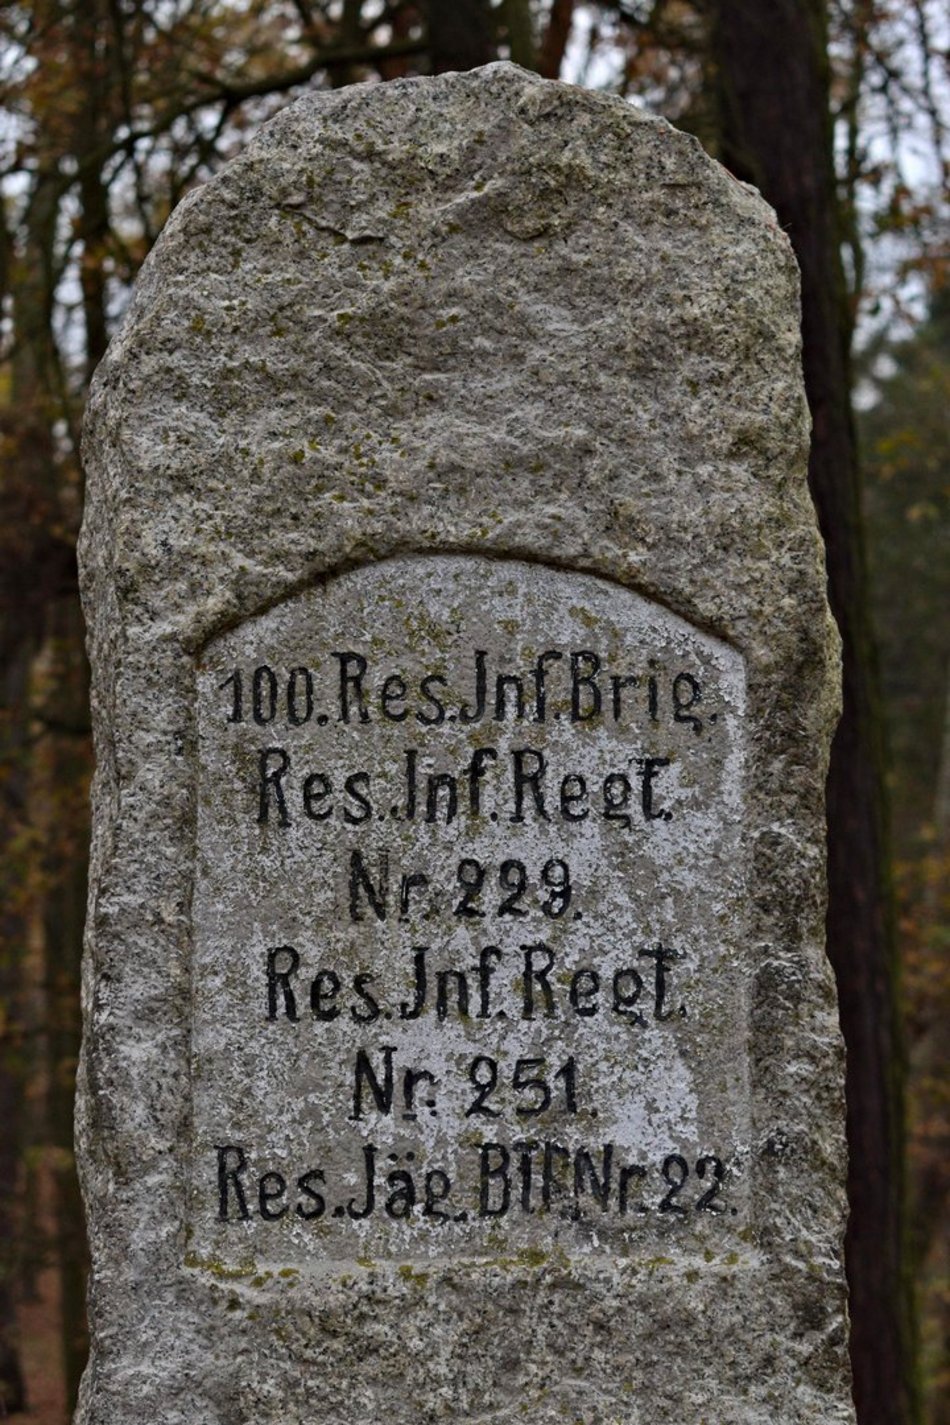 100. Res. Jnf. Brig.
Res. Jnf. Regt.
Nr. 229.
Res. Jnf. Regt.
Nr. 251.
Res. Jäg. Btl. Nr. 22.